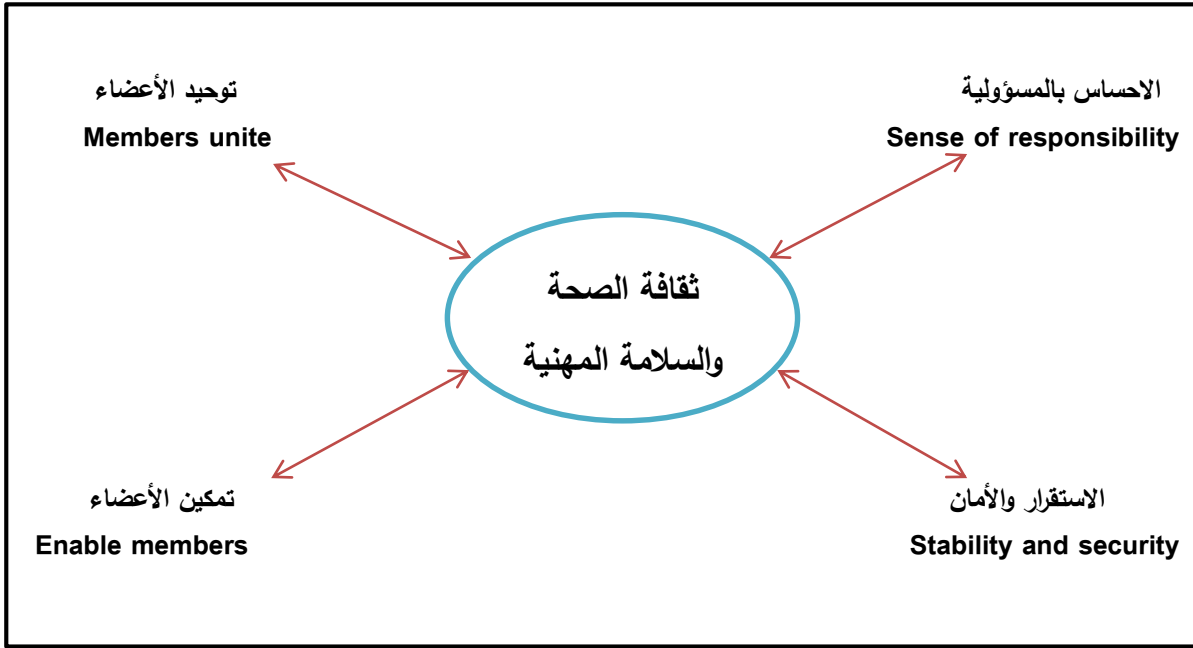 الاحساس بالمسؤولية
Sense of responsibility
توحيد الأعضاء
Members unite
ثقافة الصحة
والسلامة المهنية
الاستقرار والأمان
Stability and security
تمكين الأعضاء
Enable members